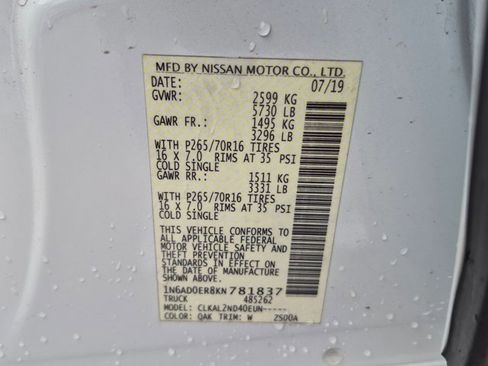 MFD BY NISSAN MOTOR CO., LTD.
DATE: 07/19
GVWR: 2599 KG
5730 LB
GAWR FR.: 1495 KG
3296 LB
WITH P265/70R16 TIRES
16 X 7.0 RIMS AT 35 PSI
COLD SINGLE
GAWR RR.: 1511 KG
3331 LB
WITH P265/70R16 TIRES
16 X 7.0 RIMS AT 35 PSI
COLD SINGLE
THIS VEHICLE CONFORMS TO
ALL APPLICABLE FEDERAL
MOTOR VEHICLE SAFETY
AND THEFT PREVENTION
STANDARDS IN EFFECT ON
THE DATE OF MANUFACTURE
SHOWN ABOVE.
1N6AD0ER8KN781837
TRUCK 485262
MODEL: CLKAL2ND40EUN-----
COLOR: QAK TRIM: W 2500A